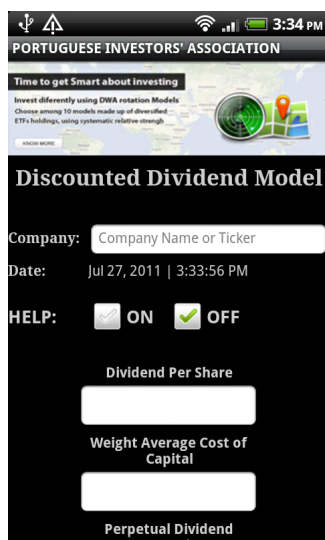 3:34 PM
PORTUGUESE INVESTORS' ASSOCIATION
Time to get Smart about investing
Invest diferently using DWA rotation Models
Choose among 10 models made up of diversified
ETFs holdings, using systematic relative strengh
KNOW MORE
Discounted Dividend Model
Company: Company Name or Ticker
Date: Jul 27, 2011 | 3:33:56 PM
HELP: ON OFF
Dividend Per Share
Weight Average Cost of
Capital
Perpetual Dividend